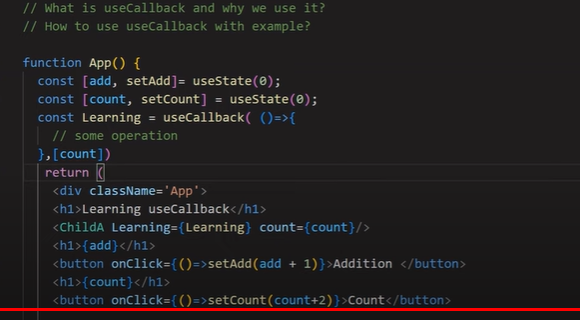 // What is useCallback and why we use it?
// How to use useCallback with example?
function App() {
const [add, setAdd]= useState(0);
const [count, setCount] = useState(0);
const Learning = useCallback( ()=>{
// some operation
},[count])
return (
<div className='App'>
<h1>Learning useCallback</h1>
<ChildA Learning={Learning} count={count}/>
<h1>{add}</h1>
<button onClick={()=>setAdd(add + 1)}>Addition </button>
<h1>{count}</h1>
<button onClick={()=>setCount(count+2)}>Count</button>